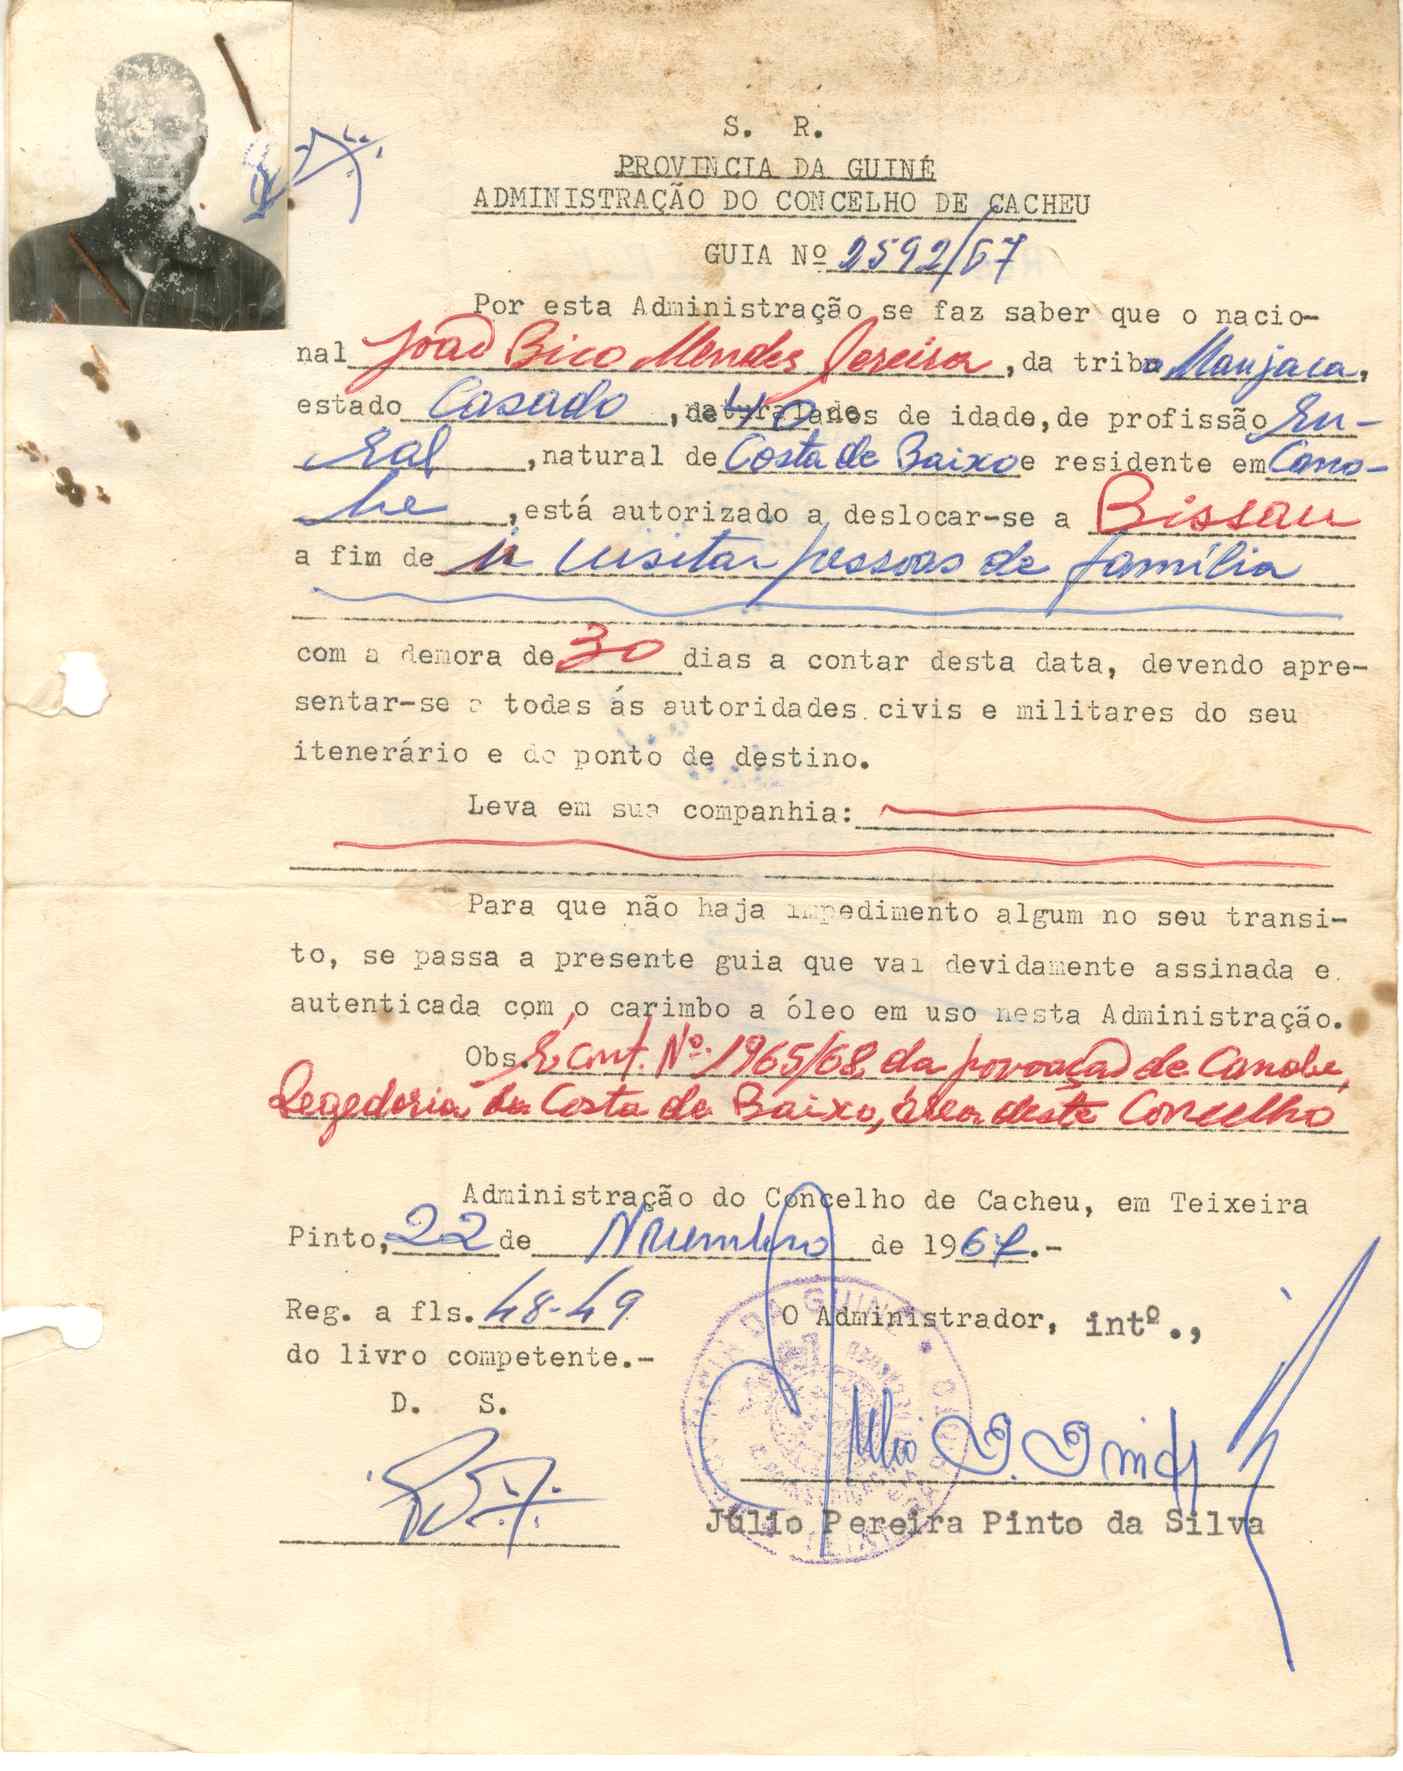 S. R.
PROVINCIA DA GUINÉ
ADMINISTRAÇÃO DO CONCELHO DE CACHEU
GUIA Nº 2592/67
Por esta Administração se faz saber que o nacio-
nal João Bico Mendes Pereira, da tribo Manjaca,
estado Casado, de 40 anos de idade, de profissão Ru-
ral, natural de Costa de Baixo e residente em Cano-
be, está autorizado a deslocar-se a Bissau
a fim de ir visitar pessoas de família
com a demora de 30 dias a contar desta data, devendo apre-
sentar-se a todas ás autoridades civis e militares do seu
itenerário e do ponto de destino.
Leva em sua companhia:
Para que não haja impedimento algum no seu transi-
to, se passa a presente guia que vai devidamente assinada e
autenticada com o carimbo a óleo em uso nesta Administração.
Obs. É cont. Nº 1965/68, da povoação de Canobe,
Regedoria da Costa de Baixo, área deste Concelho
Administração do Concelho de Cacheu, em Teixeira
Pinto, 22 de Novembro de 1967.-
Reg. a fls. 48-49
do livro competente.-
O Administrador, intº.,
D. S.
Júlio Pereira Pinto da Silva